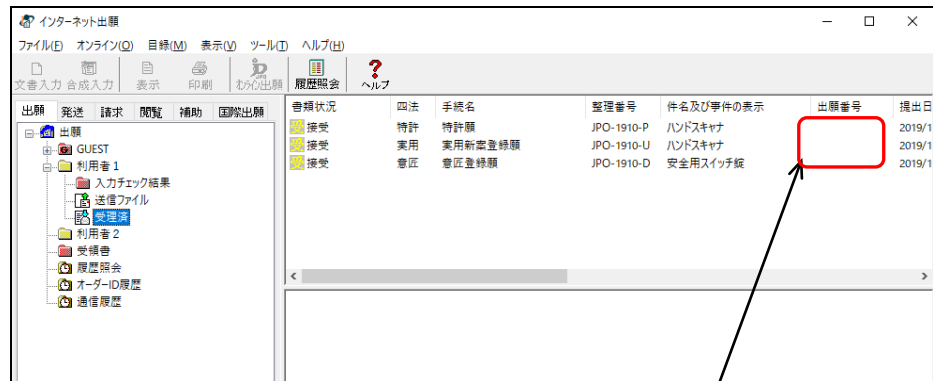 インターネット出願
ファイル(F) オンライン(O) 目録(M) 表示(V) ツール(T) ヘルプ(H)
文書入力 合成入力 表示 印刷 わかば出願 履歴照会 ヘルプ
出願 発送 請求 閲覧 補助 国際出願
書類状況 四法 手続名 整理番号 件名及び事件の表示 出願番号 提出日
受 接受 特許 特許願 JPO-1910-P ハンドスキャナ 2019/1
受 接受 実用 実用新案登録願 JPO-1910-U ハンドスキャナ 2019/1
受 接受 意匠 意匠登録願 JPO-1910-D 安全用スイッチ錠 2019/1
出願
GUEST
利用者1
入力チェック結果
送信ファイル
受理済
利用者2
受領書
履歴照会
オーダーID履歴
通信履歴